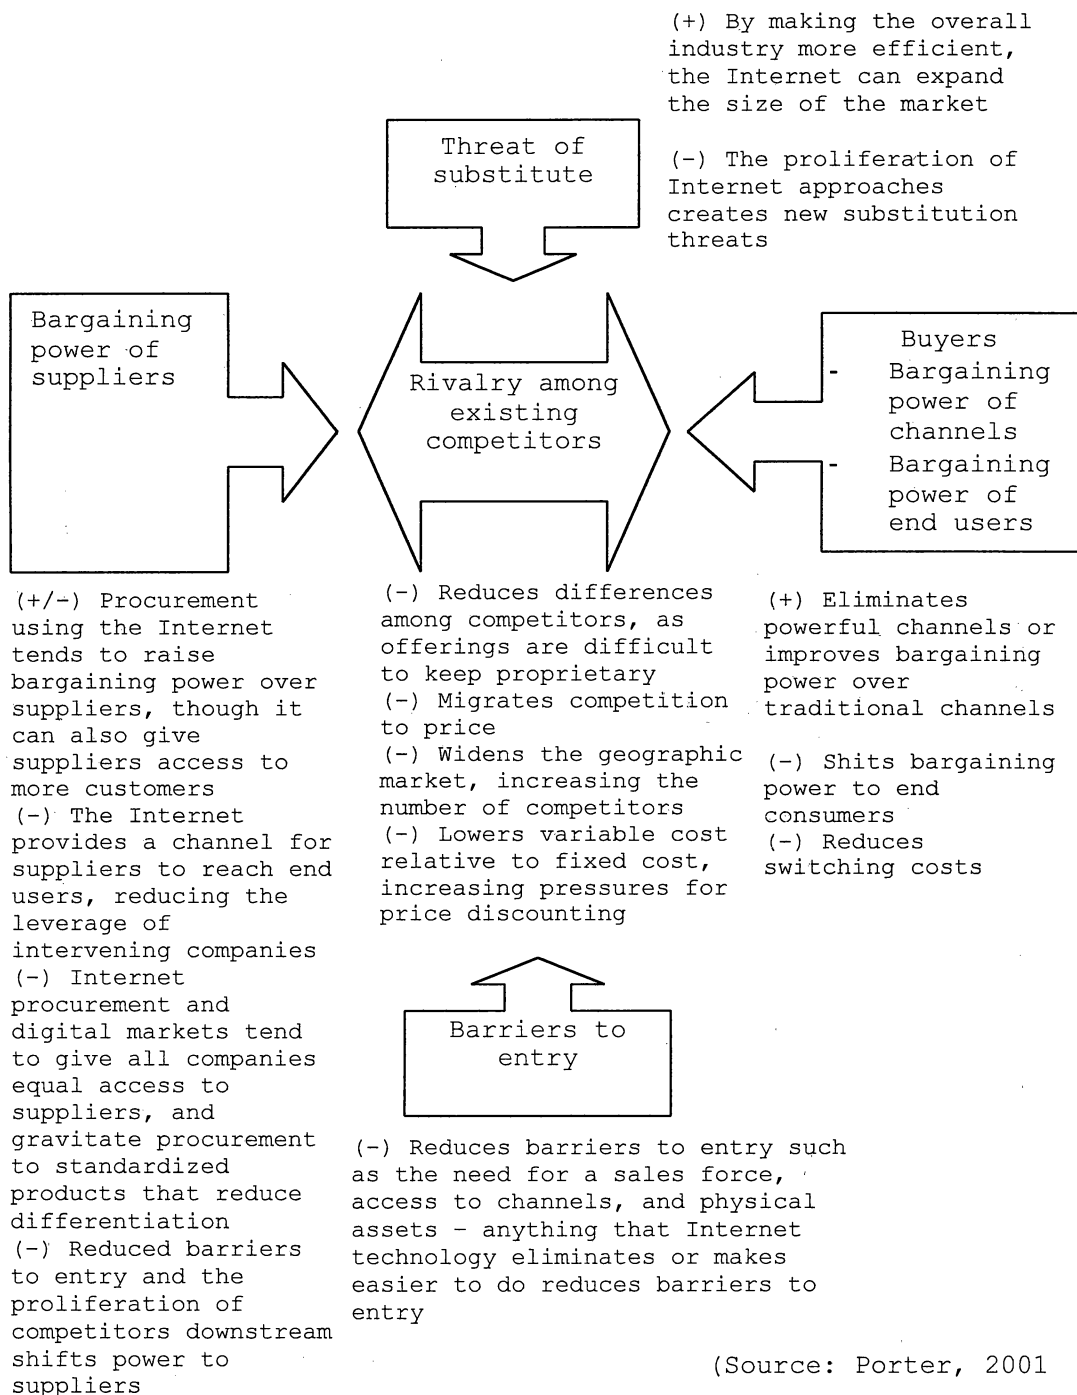 (+) By making the overall
industry more efficient,
the Internet can expand
the size of the market
(-) The proliferation of
Internet approaches
creates new substitution
threats
Threat of
substitute
Bargaining
power of
suppliers
Rivalry among
existing
competitors
Buyers
- Bargaining
power of
channels
- Bargaining
power of
end users
(+/-) Procurement
using the Internet
tends to raise
bargaining power over
suppliers, though it
can also give
suppliers access to
more customers
(-) The Internet
provides a channel for
suppliers to reach end
users, reducing the
leverage of
intervening companies
(-) Internet
procurement and
digital markets tend
to give all companies
equal access to
suppliers, and
gravitate procurement
to standardized
products that reduce
differentiation
(-) Reduced barriers
to entry and the
proliferation of
competitors downstream
shifts power to
suppliers
(-) Reduces differences
among competitors, as
offerings are difficult
to keep proprietary
(-) Migrates competition
to price
(-) Widens the geographic
market, increasing the
number of competitors
(-) Lowers variable cost
relative to fixed cost,
increasing pressures for
price discounting
(+) Eliminates
powerful channels or
improves bargaining
power over
traditional channels
(-) Shits bargaining
power to end
consumers
(-) Reduces
switching costs
Barriers to
entry
(-) Reduces barriers to entry such
as the need for a sales force,
access to channels, and physical
assets – anything that Internet
technology eliminates or makes
easier to do reduces barriers to
entry
(Source: Porter, 2001